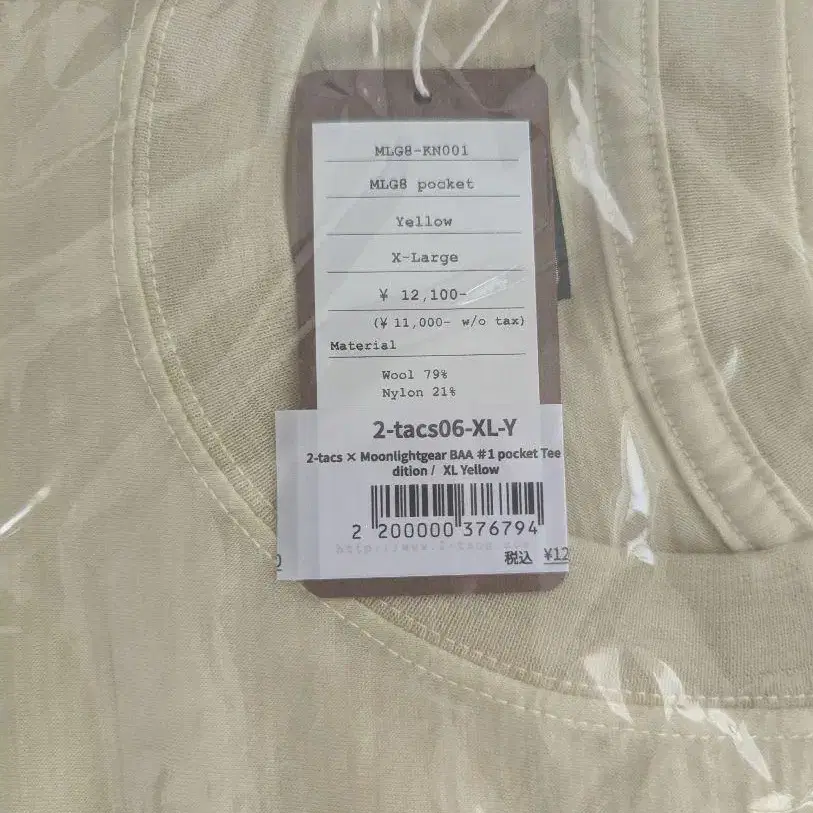 MLG8-KN001
MLG8 pocket
Yellow
X-Large
¥ 12,100-
(¥ 11,000- w/o tax)
Material
Wool 79%
Nylon 21%
2-tacs06-XL-Y
2-tacs × Moonlightgear BAA #1 pocket Tee
dition / XL Yellow
2 200000 376794
税込 ¥12